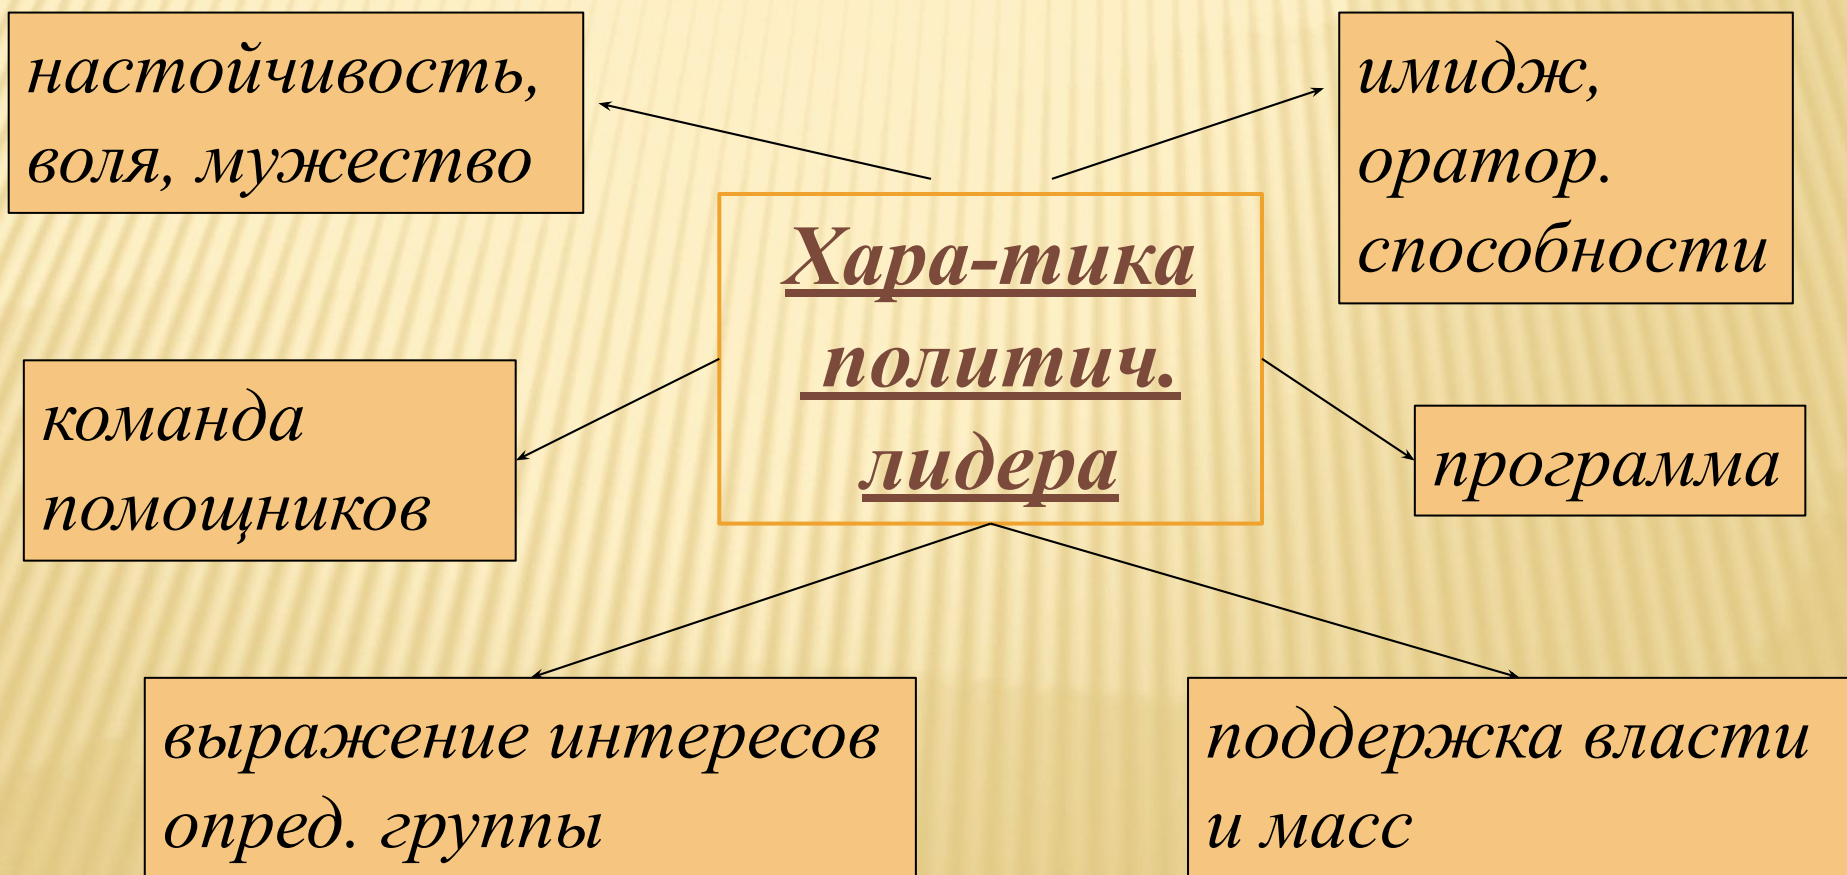 настойчивость,
воля, мужество
имидж,
оратор.
способности
Хара-тика
политич.
лидера
команда
помощников
программа
выражение интересов
опред. группы
поддержка власти
и масс